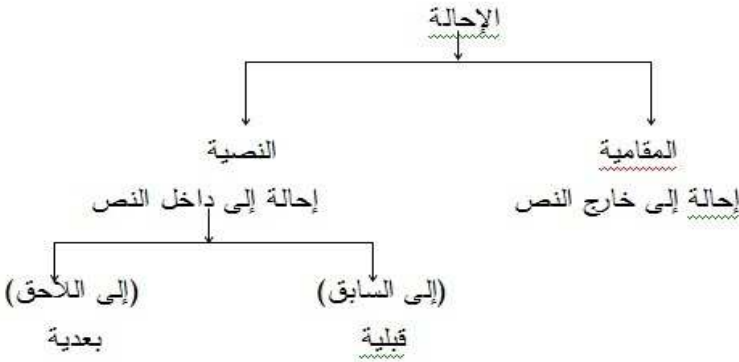 الإحالة
المقامية
النصية
إحالة إلى خارج النص
إحالة إلى داخل النص
(إلى السابق)
(إلى اللاحق)
قبلية
بعدية